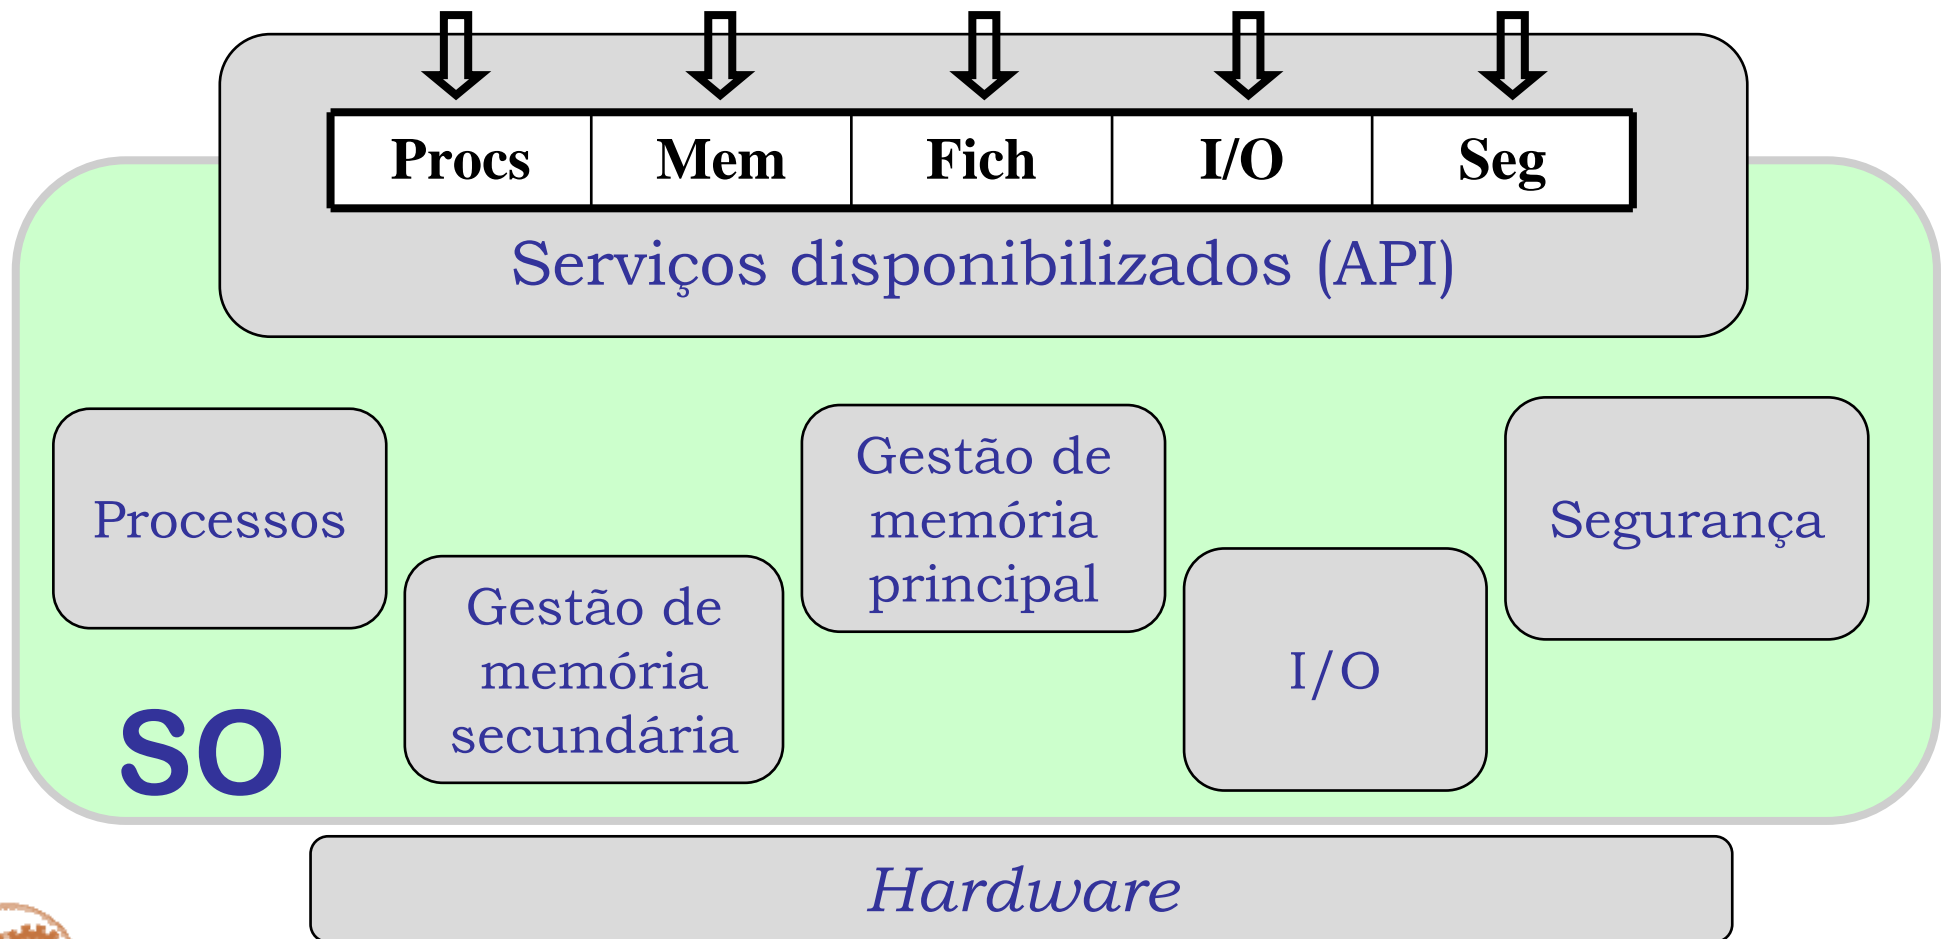 Procs Mem Fich I/O Seg
Serviços disponibilizados (API)
Processos
Gestão de
memória
secundária
Gestão de
memória
principal
I/O
Segurança
SO
Hardware